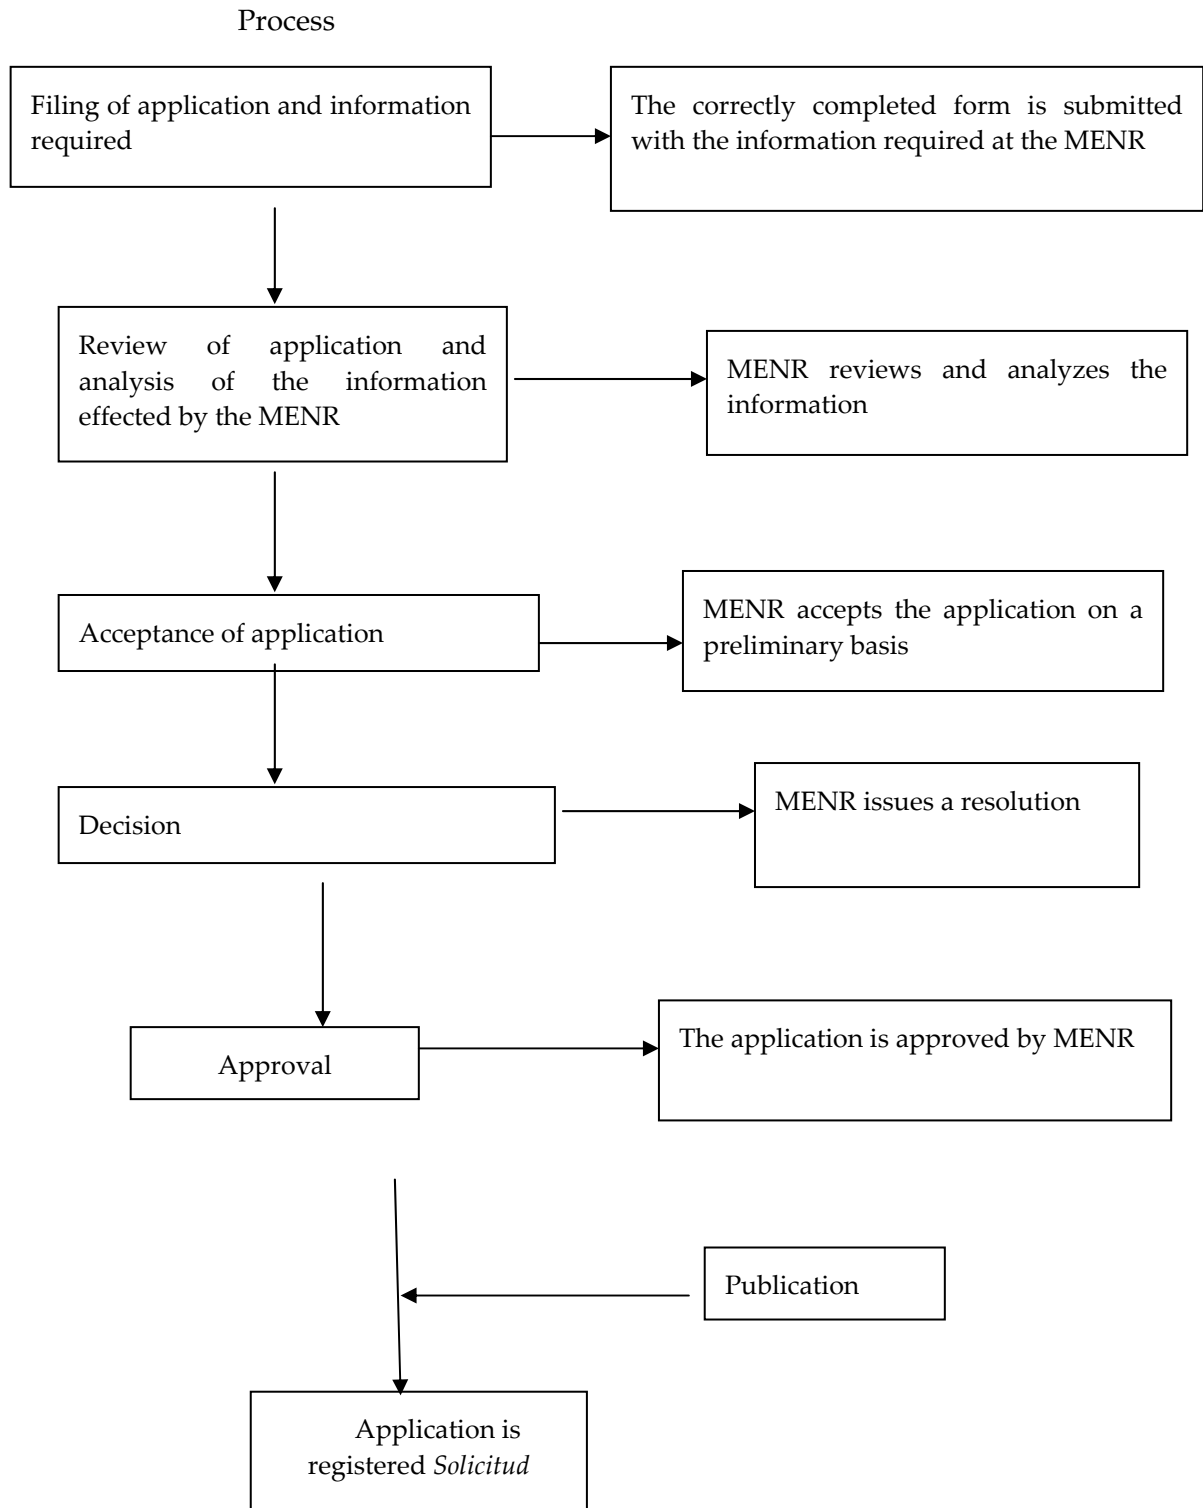 Process
Filing of application and information
required
The correctly completed form is submitted
with the information required at the MENR
Review of application and
analysis of the information
effected by the MENR
MENR reviews and analyzes the
information
Acceptance of application
MENR accepts the application on a
preliminary basis
Decision
MENR issues a resolution
Approval
The application is approved by MENR
Publication
Application is
registered Solicitud